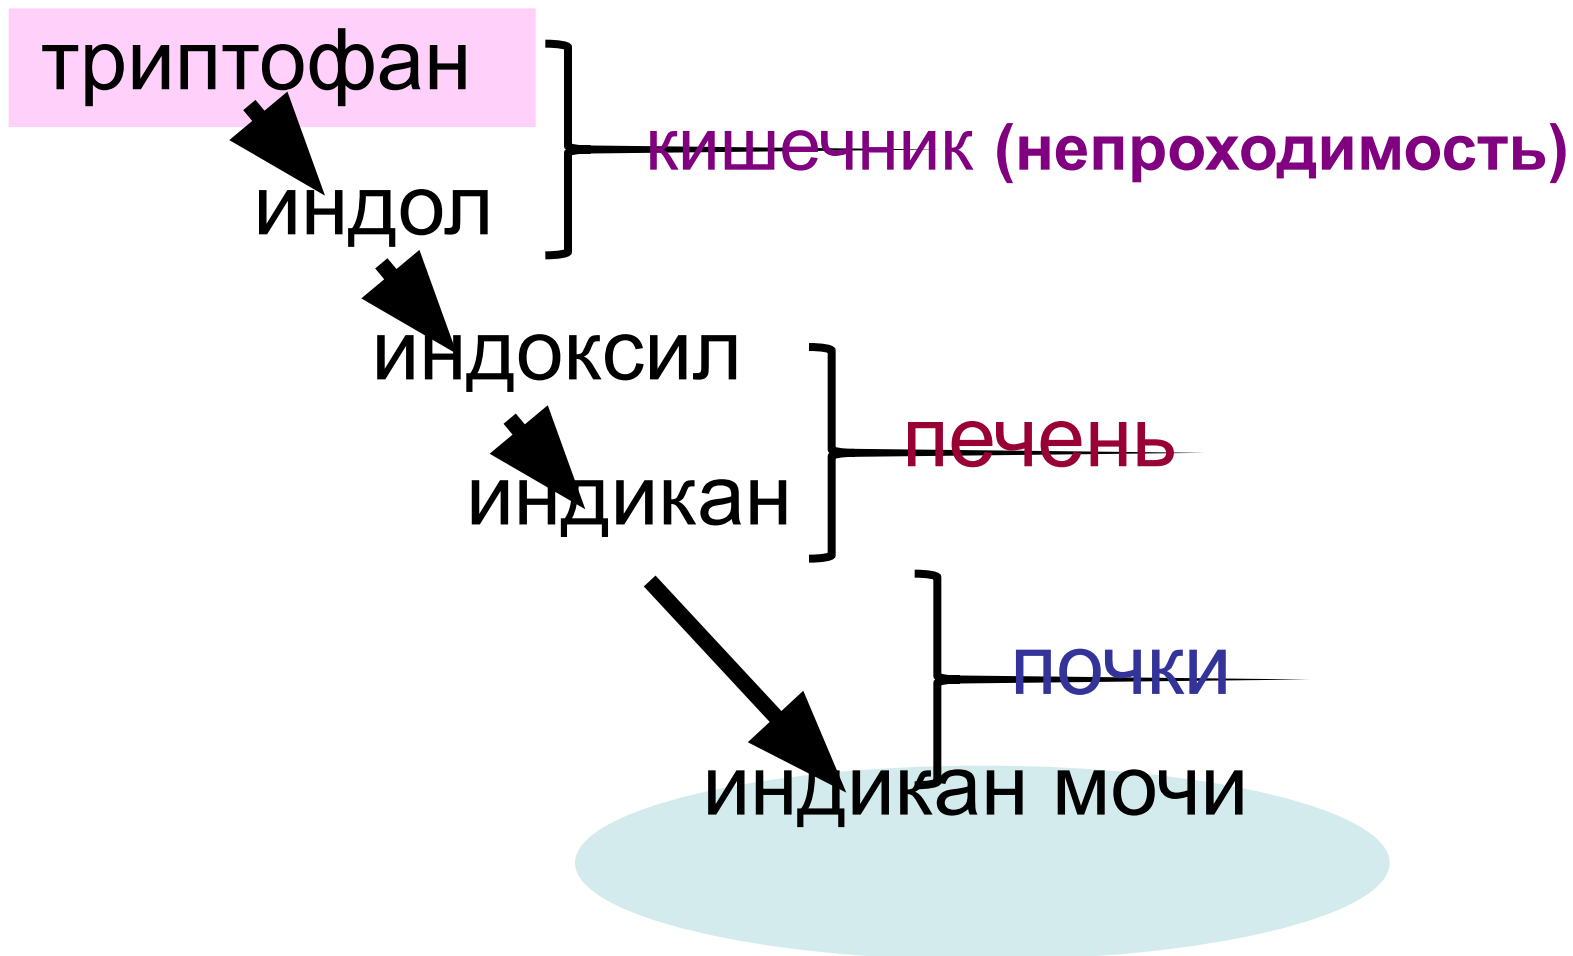 триптофан
кишечник (непроходимость)
индол
индоксил
печень
индикан
почки
индикан мочи